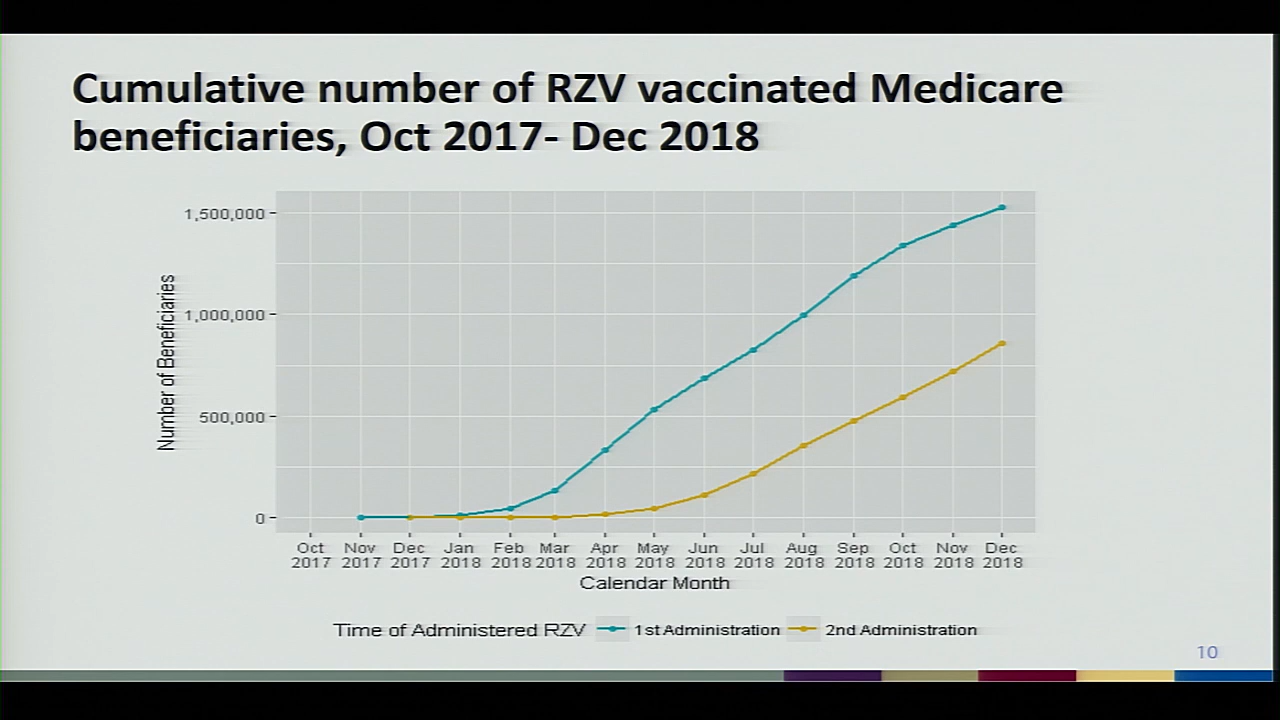 Cumulative number of RZV vaccinated Medicare
beneficiaries, Oct 2017- Dec 2018
Number of Beneficiaries
1,500,000
1,000,000
500,000
0
Oct Nov Dec Jan Feb Mar Apr May Jun Jul Aug Sep Oct Nov Dec
2017 2017 2017 2018 2018 2018 2018 2018 2018 2018 2018 2018 2018 2018 2018
Calendar Month
Time of Administered RZV 1st Administration 2nd Administration
10